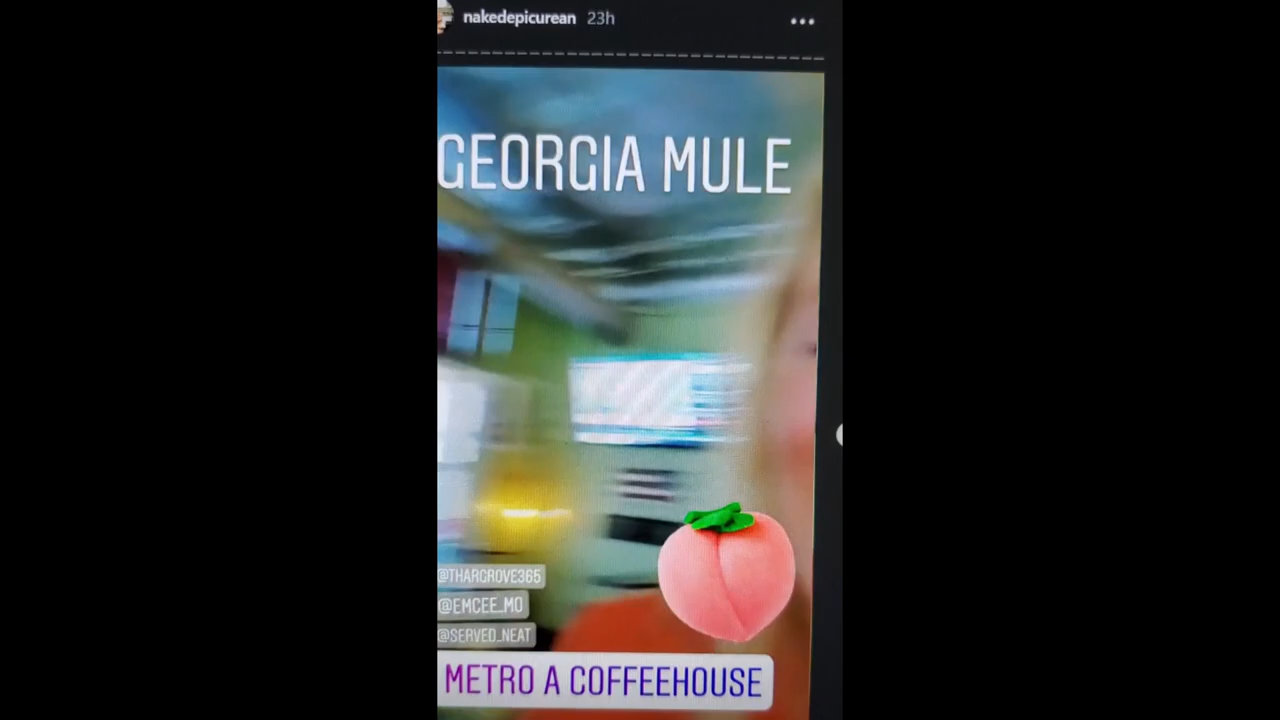 nakedepicurean 23h
GEORGIA MULE
@THARGROVE365
@EMCEE_MO
@SERVED_NEAT
METRO A COFFEEHOUSE